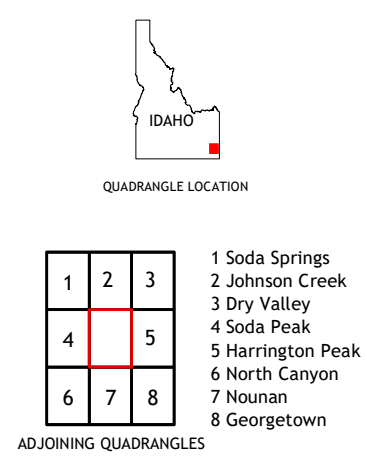 IDAHO
QUADRANGLE LOCATION
1 2 3
4 5
6 7 8
1 Soda Springs
2 Johnson Creek
3 Dry Valley
4 Soda Peak
5 Harrington Peak
6 North Canyon
7 Nounan
8 Georgetown
ADJOINING QUADRANGLES